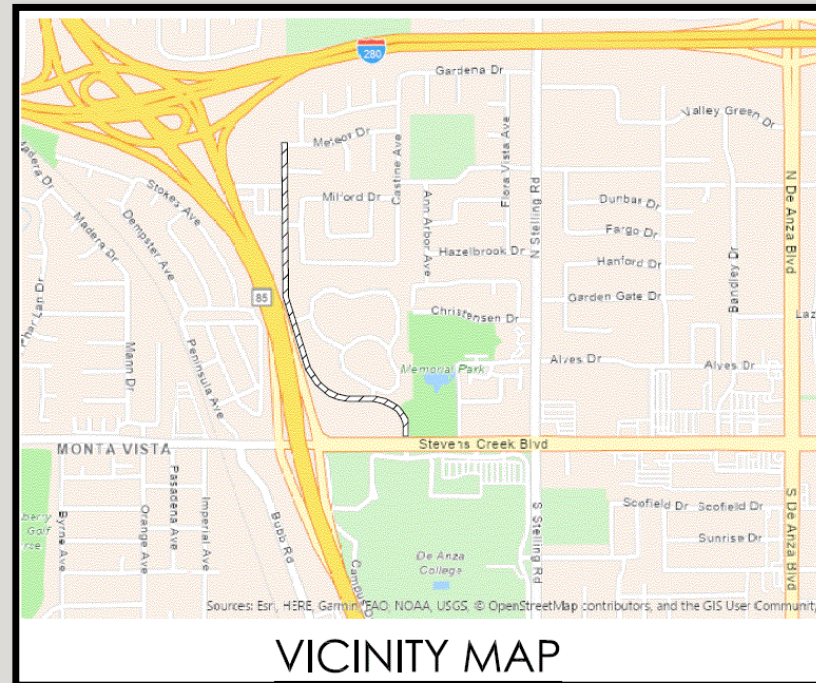 280
Gardena Dr
Valley Green Dr
Meteor Dr
Castine Ave
Flora Vista Ave
N Stelling Rd
N De Anza Blvd
Madera Dr
Stokes Ave
Milford Dr
Ann Arbor Ave
Dunbar Dr
Madera Dr
Dempster Ave
Fargo Dr
Hazelbrook Dr
Hanford Dr
Bandley Dr
85
Garden Gate Dr
Christensen Dr
Laz
Mann Dr
Peninsula Ave
Memorial Park
Alves Dr
Alves Dr
MONTA VISTA
Stevens Creek Blvd
Byrne Ave
Orange Ave
Pasadena Ave
Imperial Ave
Bubb Rd
S Stelling Rd
Scofield Dr
Scofield Dr
S De Anza Blvd
Golf
Sunrise Dr
De Anza
College
Sources: Esri, HERE, Garmin, FAO, NOAA, USGS, © OpenStreetMap contributors, and the GIS User Community,
VICINITY MAP